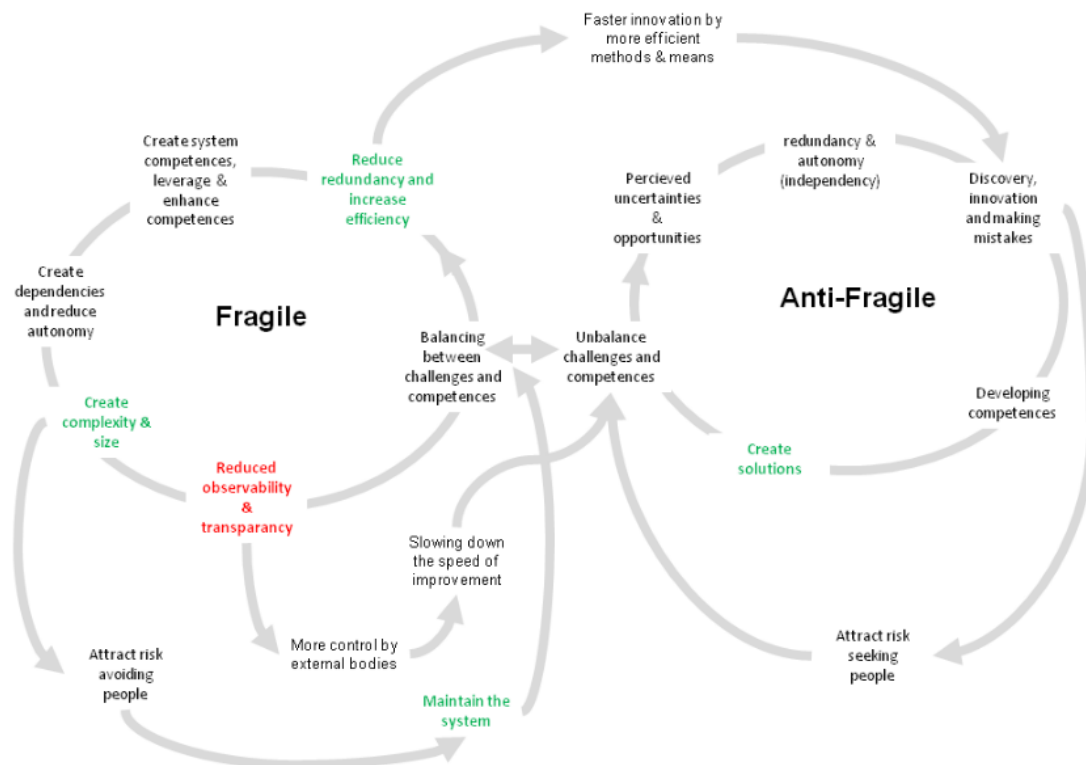 Faster innovation by
more efficient
methods & means
Create system
competences,
leverage &
enhance
competences
Reduce
redundancy and
increase
efficiency
Percieved
uncertainties
&
opportunities
redundancy &
autonomy
(independency)
Discovery,
innovation
and making
mistakes
Create
dependencies
and reduce
autonomy
Fragile
Anti-Fragile
Balancing
between
challenges and
competences
Unbalance
challenges and
competences
Create
complexity &
size
Developing
competences
Reduced
observability
&
transparancy
Create
solutions
Slowing down
the speed of
improvement
More control by
external bodies
Attract risk
avoiding
people
Attract risk
seeking
people
Maintain the
system